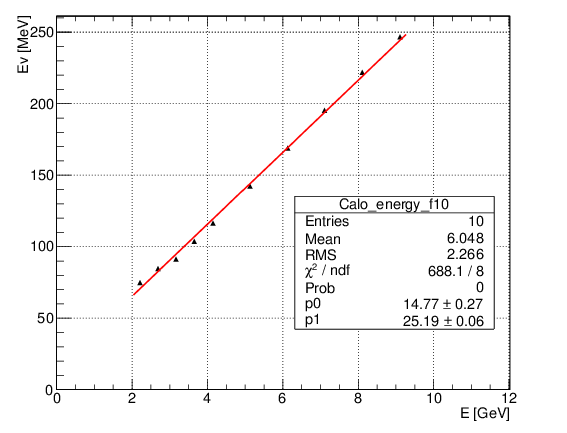 Ev [MeV]
250
200
150
100
50
0
0 2 4 6 8 10 12
E [GeV]
Calo_energy_f10
Entries 10
Mean 6.048
RMS 2.266
χ² / ndf 688.1 / 8
Prob 0
p0 14.77 ± 0.27
p1 25.19 ± 0.06